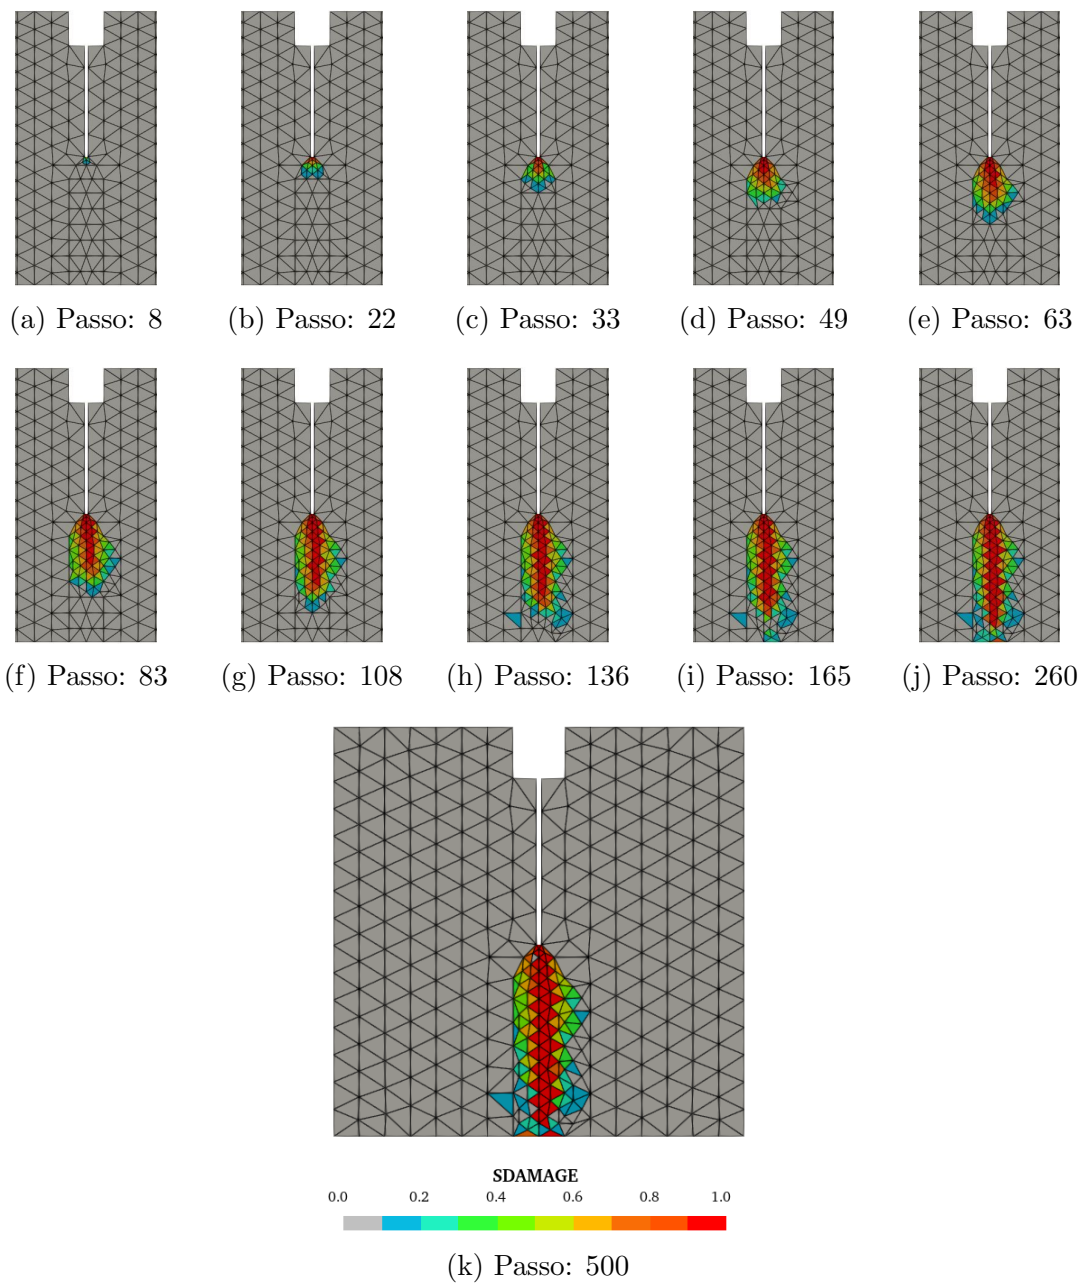 (a) Passo: 8
(b) Passo: 22
(c) Passo: 33
(d) Passo: 49
(e) Passo: 63
(f) Passo: 83
(g) Passo: 108
(h) Passo: 136
(i) Passo: 165
(j) Passo: 260
SDAMAGE
0.0 0.2 0.4 0.6 0.8 1.0
(k) Passo: 500